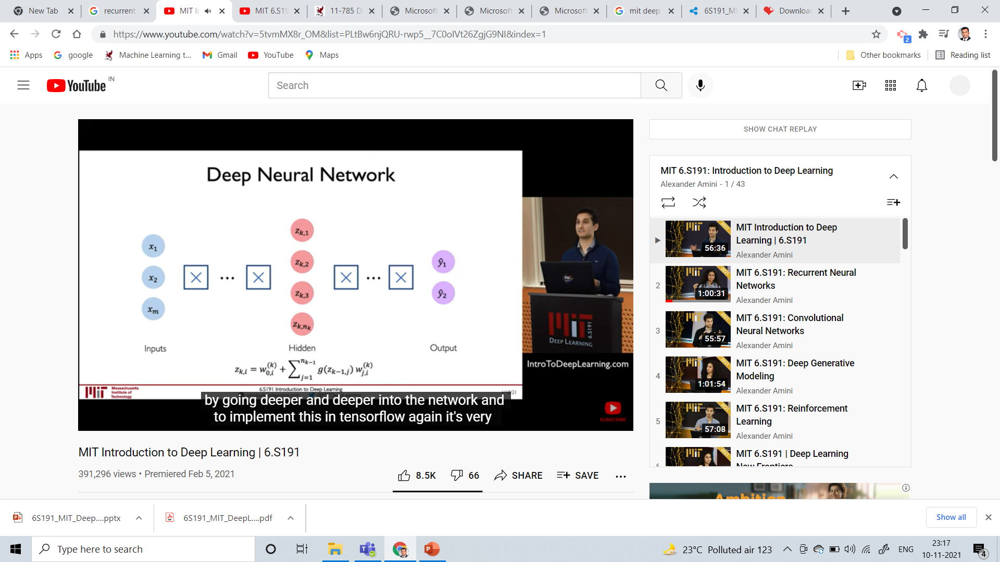 New Tab
recurrent
MIT I
MIT 6.S19
11-785 D
Microsoft
Microsoft
Microsoft
mit deep
6S191_MI
Download
https://www.youtube.com/watch?v=5tvmMX8r_OM&list=PLtBw6njQRU-rwp5__7C0oIVt26ZgjG9NI&index=1
2
Apps
google
Machine Learning t...
Gmail
YouTube
Maps
Other bookmarks
Reading list
YouTube IN
Search
SHOW CHAT REPLAY
Deep Neural Network
x₁
x₂
xₘ
z_{k,1}
z_{k,2}
z_{k,3}
z_{k,n_k}
ŷ₁
ŷ₂
Inputs
Hidden
Output
z_{k,i} = w_{0,i}^{(k)} + ∑_{j=1}^{n_{k-1}} g(z_{k-1,j}) w_{j,i}^{(k)}
Massachusetts
Institute of
Technology
6.S191 Introduction to Deep Learning
by going deeper and deeper into the network and
to implement this in tensorflow again it's very
MIT 6.S191
DEEP LEARNING
IntroToDeepLearning.com
SUBSCRIBE
MIT 6.S191: Introduction to Deep Learning
Alexander Amini - 1 / 43
MIT Introduction to Deep
Learning | 6.S191
Alexander Amini
56:36
2
MIT 6.S191: Recurrent Neural
Networks
Alexander Amini
1:00:31
3
MIT 6.S191: Convolutional
Neural Networks
Alexander Amini
55:57
4
MIT 6.S191: Deep Generative
Modeling
Alexander Amini
1:01:54
5
MIT 6.S191: Reinforcement
Learning
Alexander Amini
57:08
MIT 6.S191 | Deep Learning
New Frontiers
MIT Introduction to Deep Learning | 6.S191
391,296 views • Premiered Feb 5, 2021
8.5K
66
SHARE
SAVE
Ambition
6S191_MIT_Deep....pptx
6S191_MIT_DeepL....pdf
Show all
Type here to search
23°C Polluted air 123
ENG
23:17
10-11-2021
4